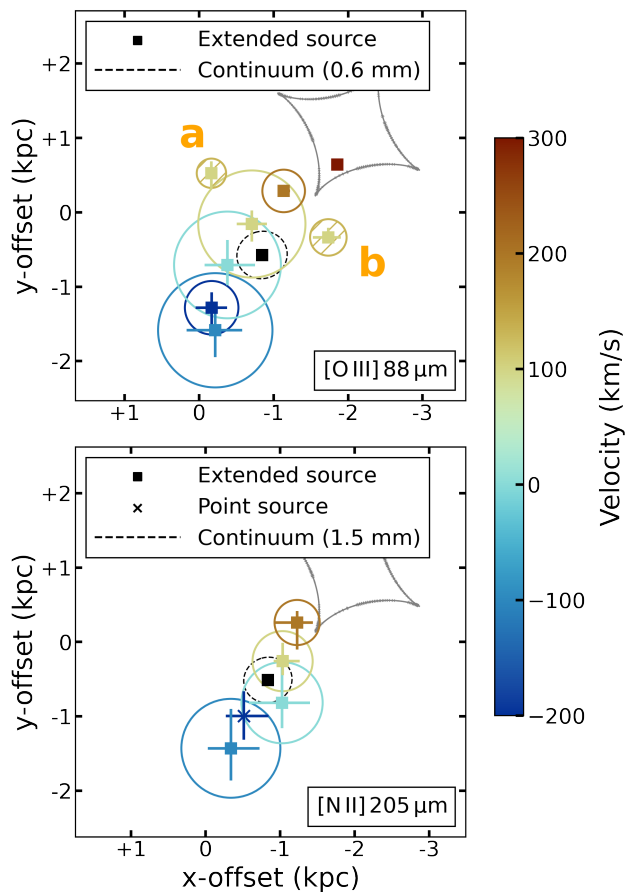 Extended source
Continuum (0.6 mm)
+2
+1
0
-1
-2
y-offset (kpc)
a
b
[O III] 88 μm
+1
0
-1
-2
-3
Extended source
Point source
Continuum (1.5 mm)
+2
+1
0
-1
-2
y-offset (kpc)
[N II] 205 μm
+1
0
-1
-2
-3
x-offset (kpc)
300
200
100
0
−100
−200
Velocity (km/s)